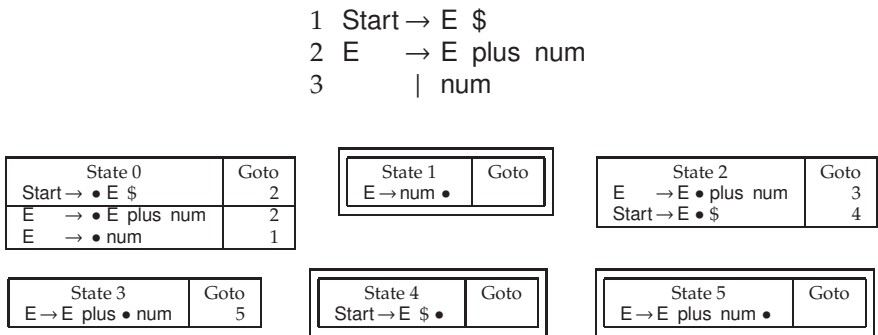 1 Start → E $
2 E → E plus num
3 | num
State 0 Goto
Start → • E $ 2
E → • E plus num 2
E → • num 1
State 1 Goto
E → num •
State 2 Goto
E → E • plus num 3
Start → E • $ 4
State 3 Goto
E → E plus • num 5
State 4 Goto
Start → E $ •
State 5 Goto
E → E plus num •